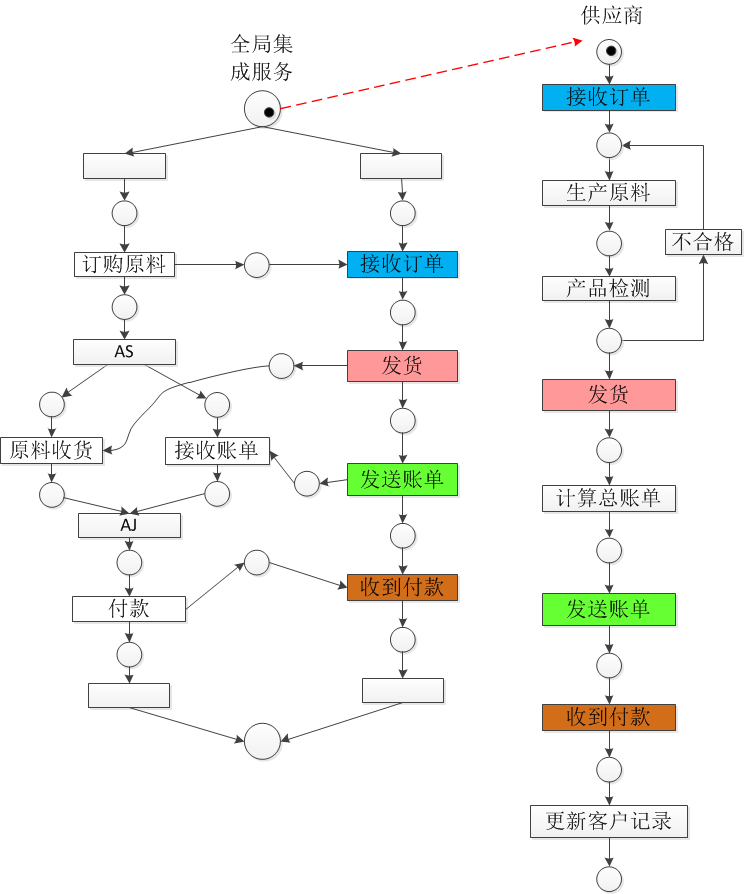 全局集
成服务
供应商
接收订单
生产原料
不合格
产品检测
发货
计算总账单
发送账单
收到付款
更新客户记录
订购原料
接收订单
AS
发货
原料收货
接收账单
发送账单
AJ
付款
收到付款